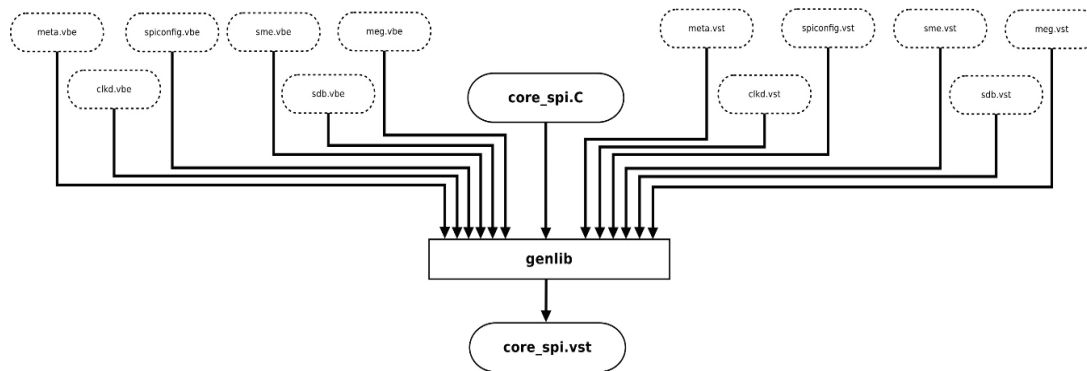 meta.vbe
spiconfig.vbe
sme.vbe
meg.vbe
meta.vst
spiconfig.vst
sme.vst
meg.vst
clkd.vbe
sdb.vbe
core_spi.C
clkd.vst
sdb.vst
genlib
core_spi.vst